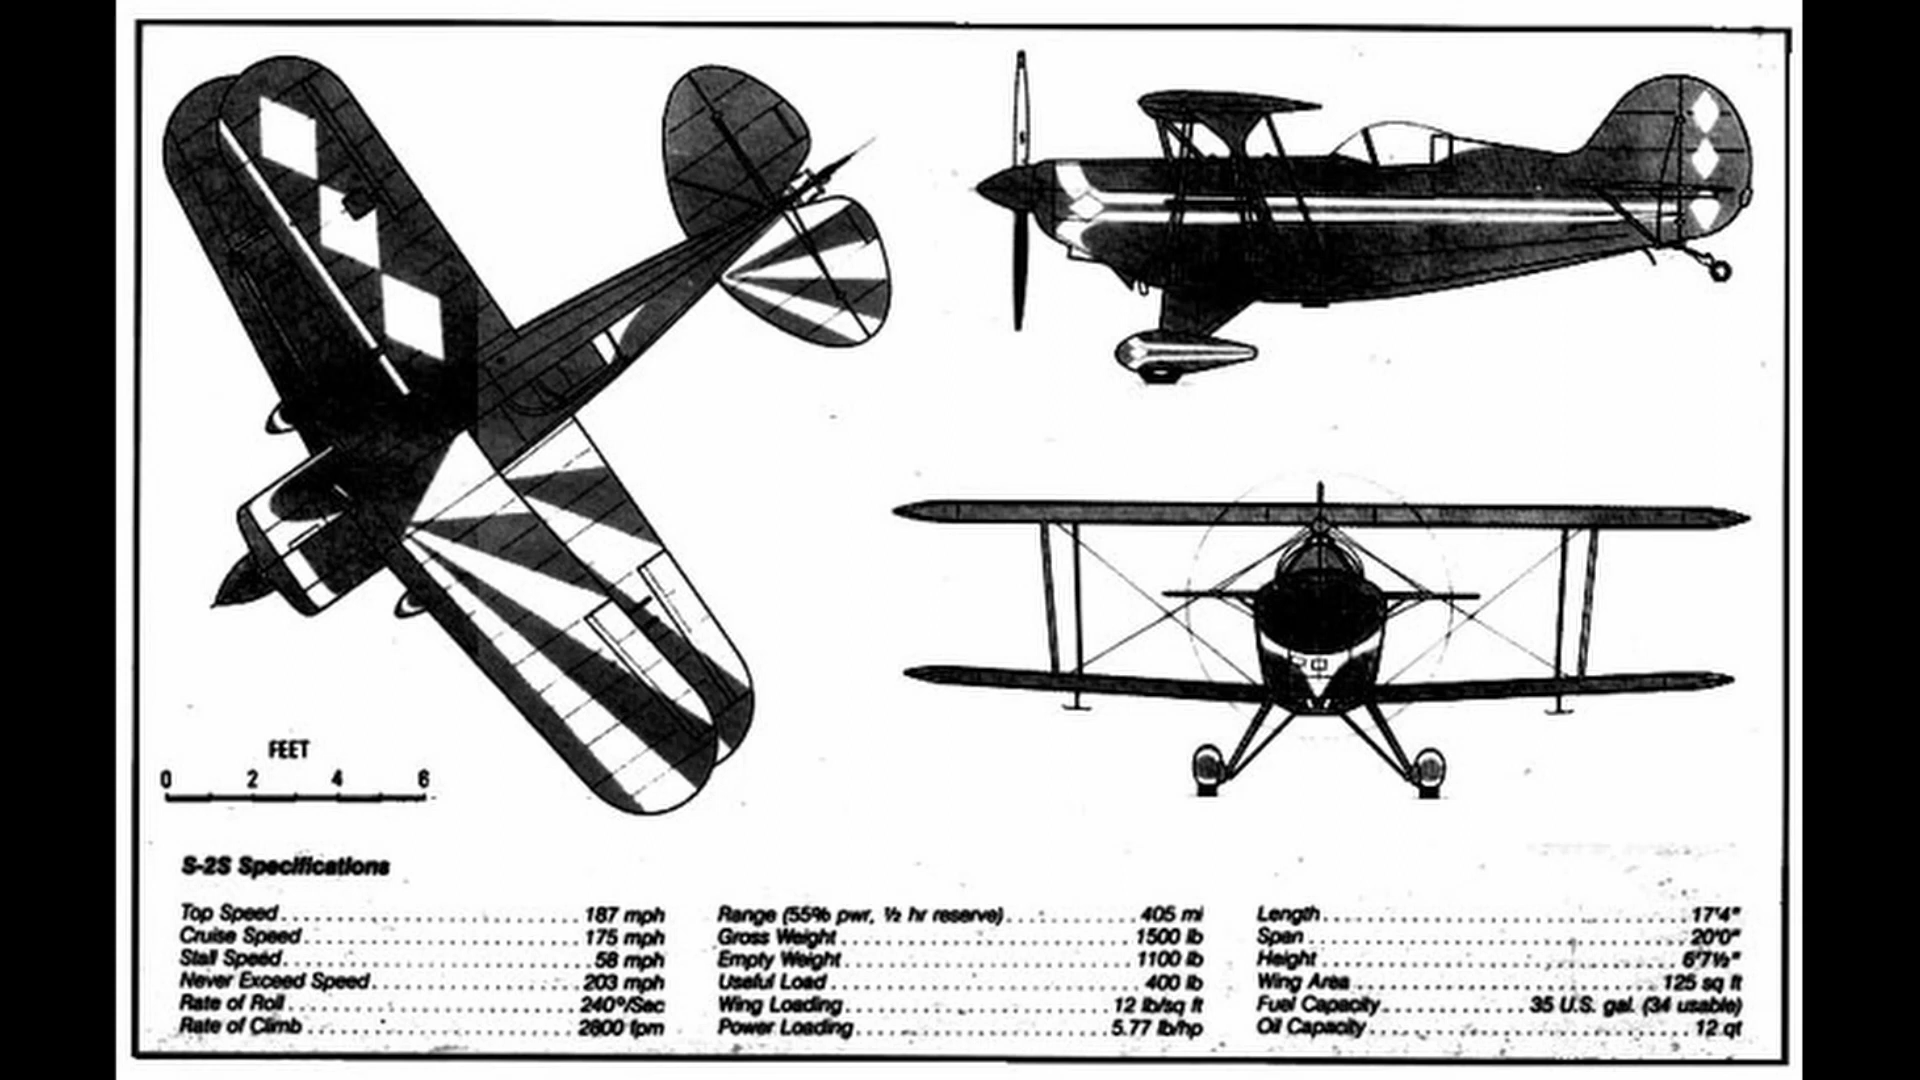 FEET
0 2 4 6
S-2S Specifications
Top Speed 187 mph
Cruise Speed 175 mph
Stall Speed 58 mph
Never Exceed Speed 203 mph
Rate of Roll 240°/Sec
Rate of Climb 2800 fpm
Range (55% pwr, ½ hr reserve) 405 mi
Gross Weight 1500 lb
Empty Weight 1100 lb
Useful Load 400 lb
Wing Loading 12 lb/sq ft
Power Loading 5.77 lb/hp
Length 17'4"
Span 20'0"
Height 6'7½"
Wing Area 125 sq ft
Fuel Capacity 35 U.S. gal. (34 usable)
Oil Capacity 12 qt